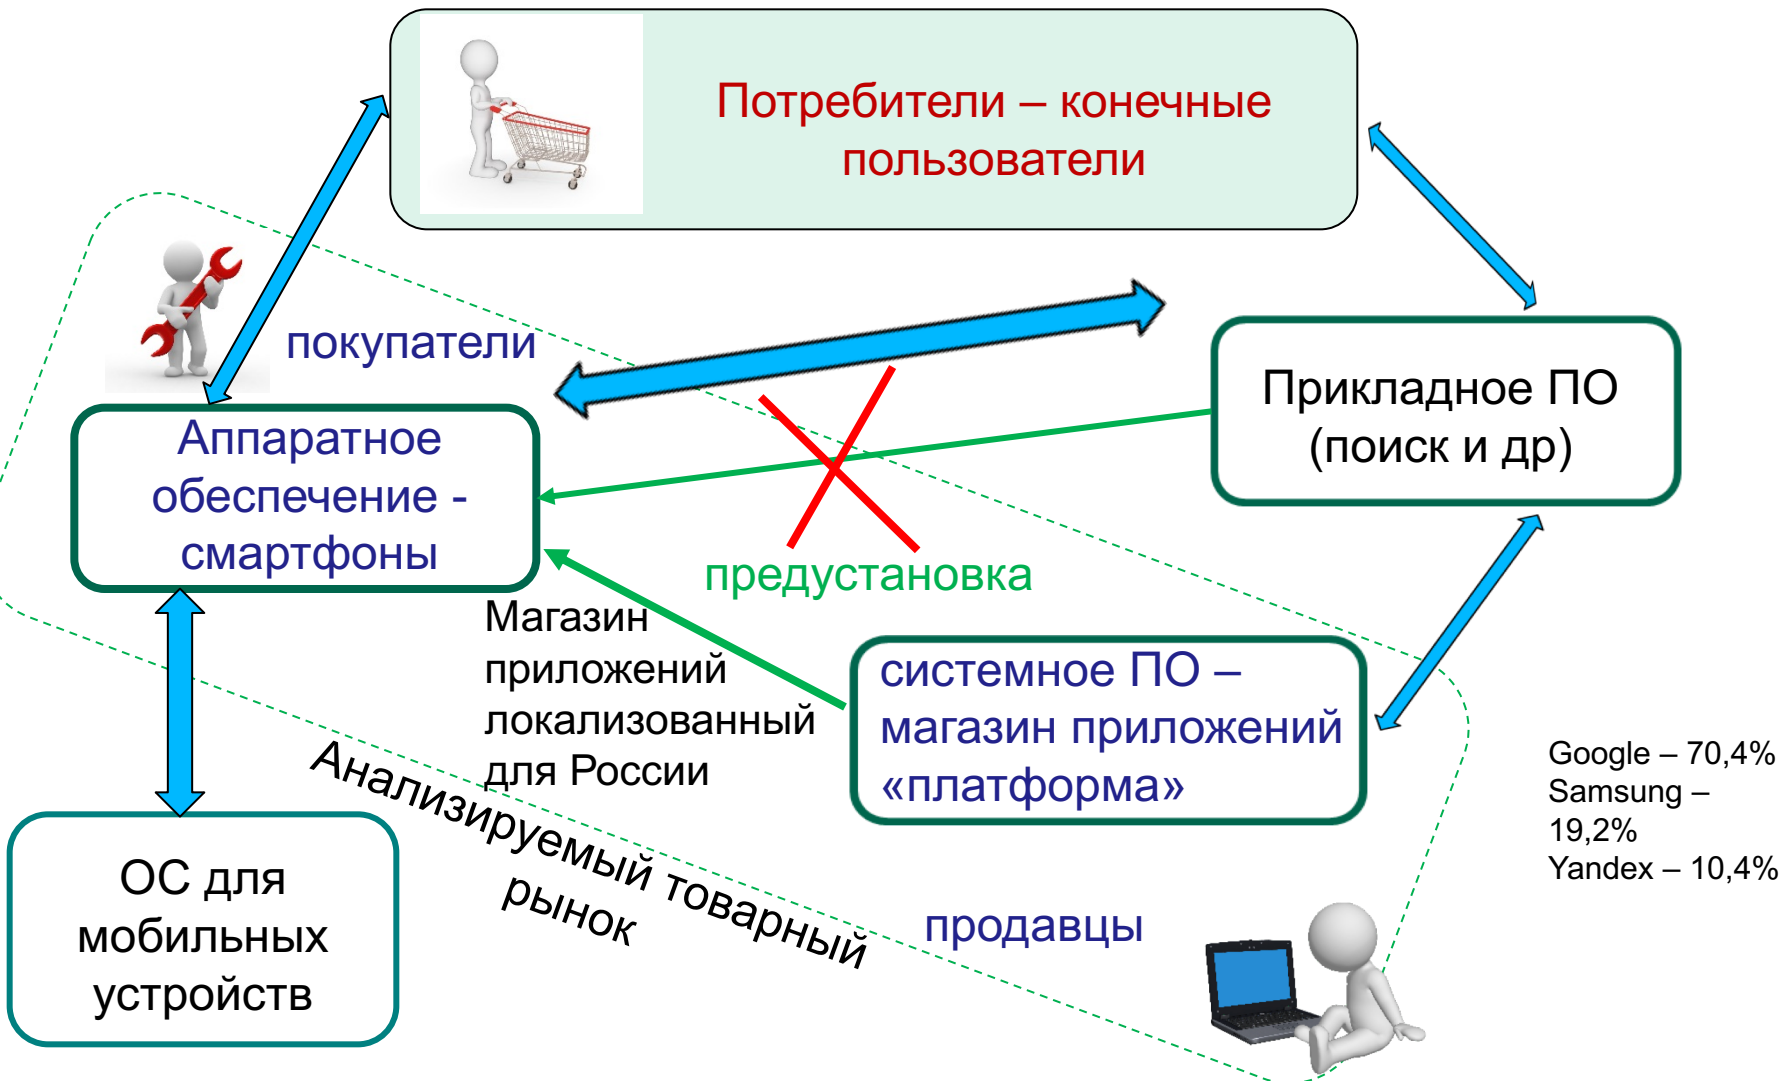 Потребители – конечные
пользователи
покупатели
Прикладное ПО
(поиск и др)
Аппаратное
обеспечение -
смартфоны
предустановка
Магазин
приложений
локализованный
для России
системное ПО –
магазин приложений
«платформа»
Google – 70,4%
Samsung –
19,2%
Yandex – 10,4%
Анализируемый товарный
рынок
ОС для
мобильных
устройств
продавцы